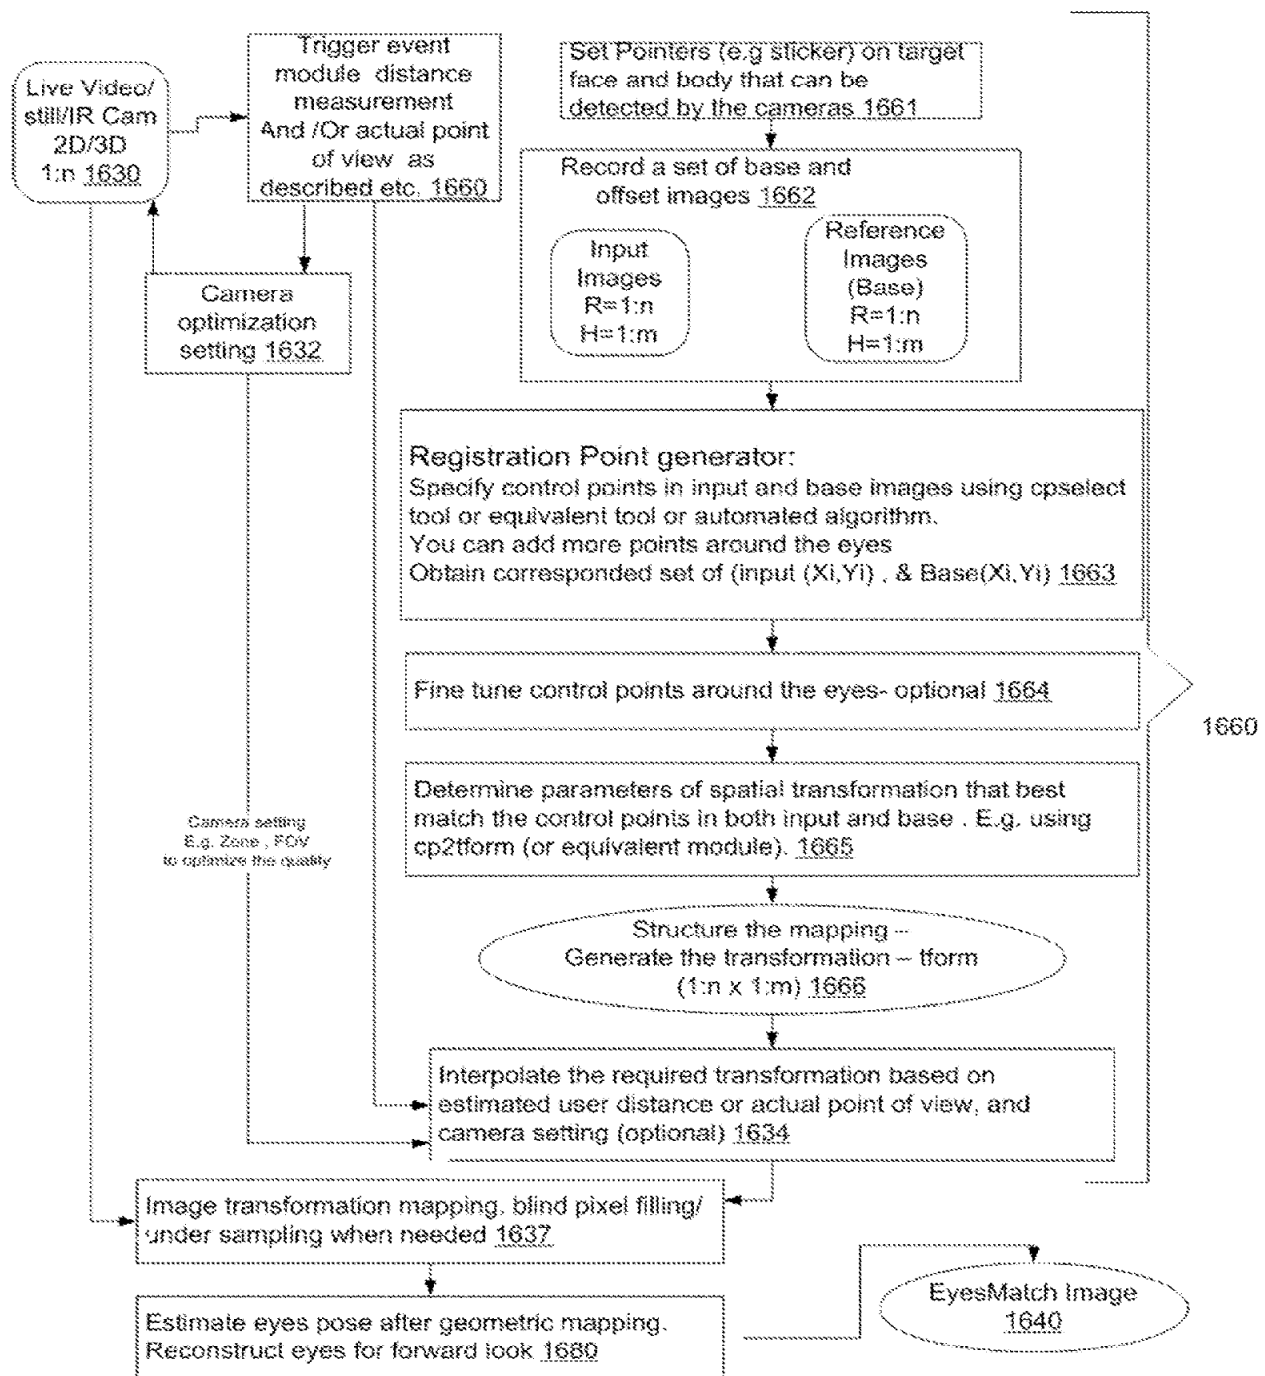 Live Video/
still/IR Cam
2D/3D
1:n 1630
Trigger event
module distance
measurement
And /Or actual point
of view as
described etc. 1660
Camera
optimization
setting 1632
Set Pointers (e.g sticker) on target
face and body that can be
detected by the cameras 1661
Record a set of base and
offset images 1662
Input
Images
R=1:n
H=1:m
Reference
Images
(Base)
R=1:n
H=1:m
Registration Point generator:
Specify control points in input and base images using cpselect
tool or equivalent tool or automated algorithm.
You can add more points around the eyes
Obtain corresponded set of (input (Xi,Yi) , & Base(Xi,Yi) 1663
Fine tune control points around the eyes- optional 1664
1660
Determine parameters of spatial transformation that best
match the control points in both input and base . E.g. using
cp2tform (or equivalent module). 1665
Camera setting
E.g. Zone , FOV
to optimize the quality
Structure the mapping –
Generate the transformation – tform
(1:n x 1:m) 1666
Interpolate the required transformation based on
estimated user distance or actual point of view, and
camera setting (optional) 1634
Image transformation mapping, blind pixel filling/
under sampling when needed 1637
Estimate eyes pose after geometric mapping.
Reconstruct eyes for forward look 1680
EyesMatch Image
1640